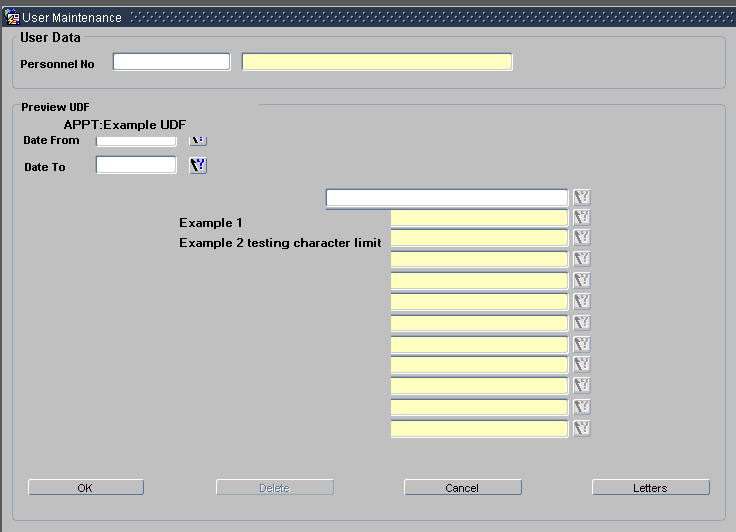 User Maintenance
User Data
Personnel No
Preview UDF
APPT:Example UDF
Date From
Date To
Example 1
Example 2 testing character limit
OK
Delete
Cancel
Letters